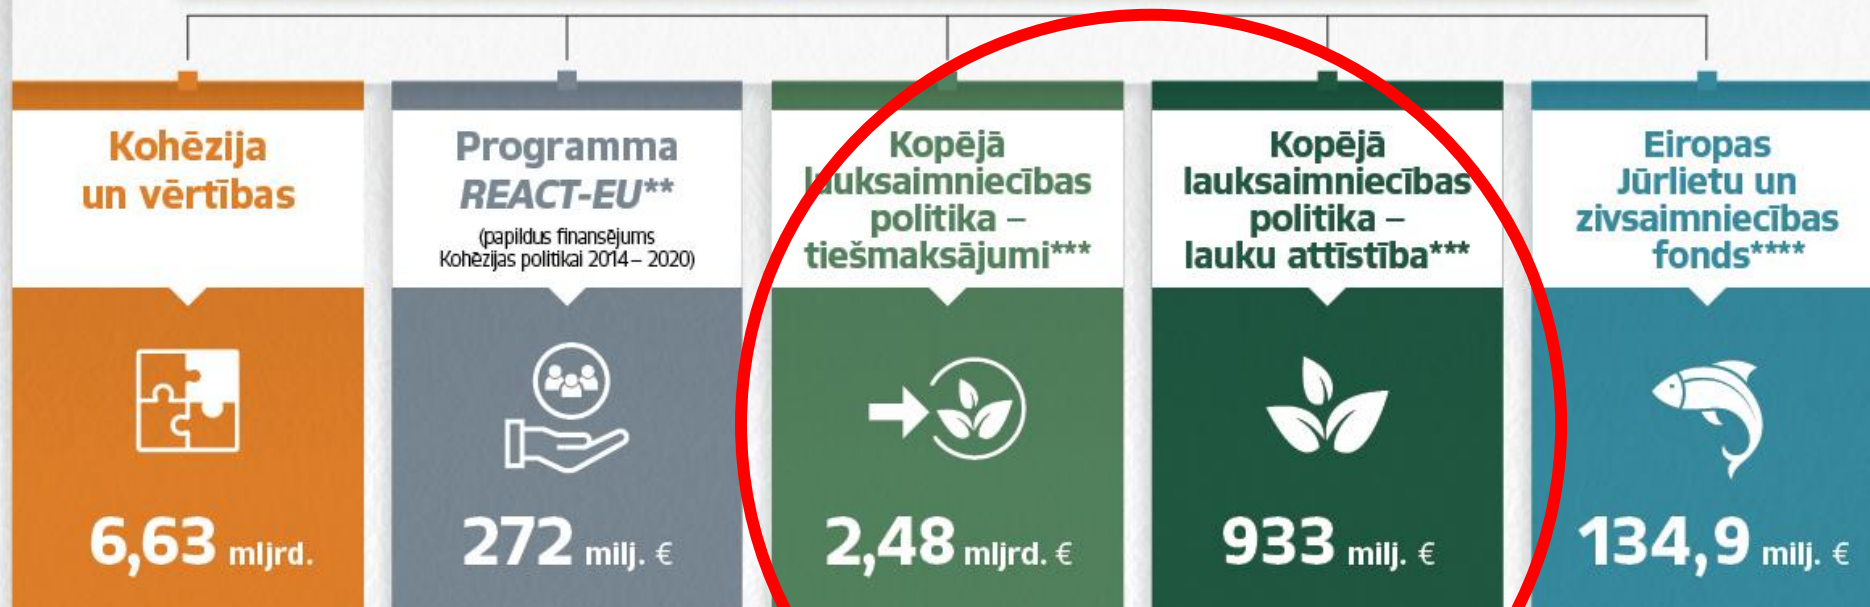 Kohēzija
un vērtības
6,63 mljrd.
Programma
REACT-EU**
(papildus finansējums
Kohēzijas politikai 2014 – 2020)
272 milj. €
Kopējā
lauksaimniecības
politika –
tiešmaksājumi***
2,48 mljrd. €
Kopējā
lauksaimniecības
politika –
lauku attīstība***
933 milj. €
Eiropas
Jūrlietu un
zivsaimniecības
fonds****
134,9 milj. €